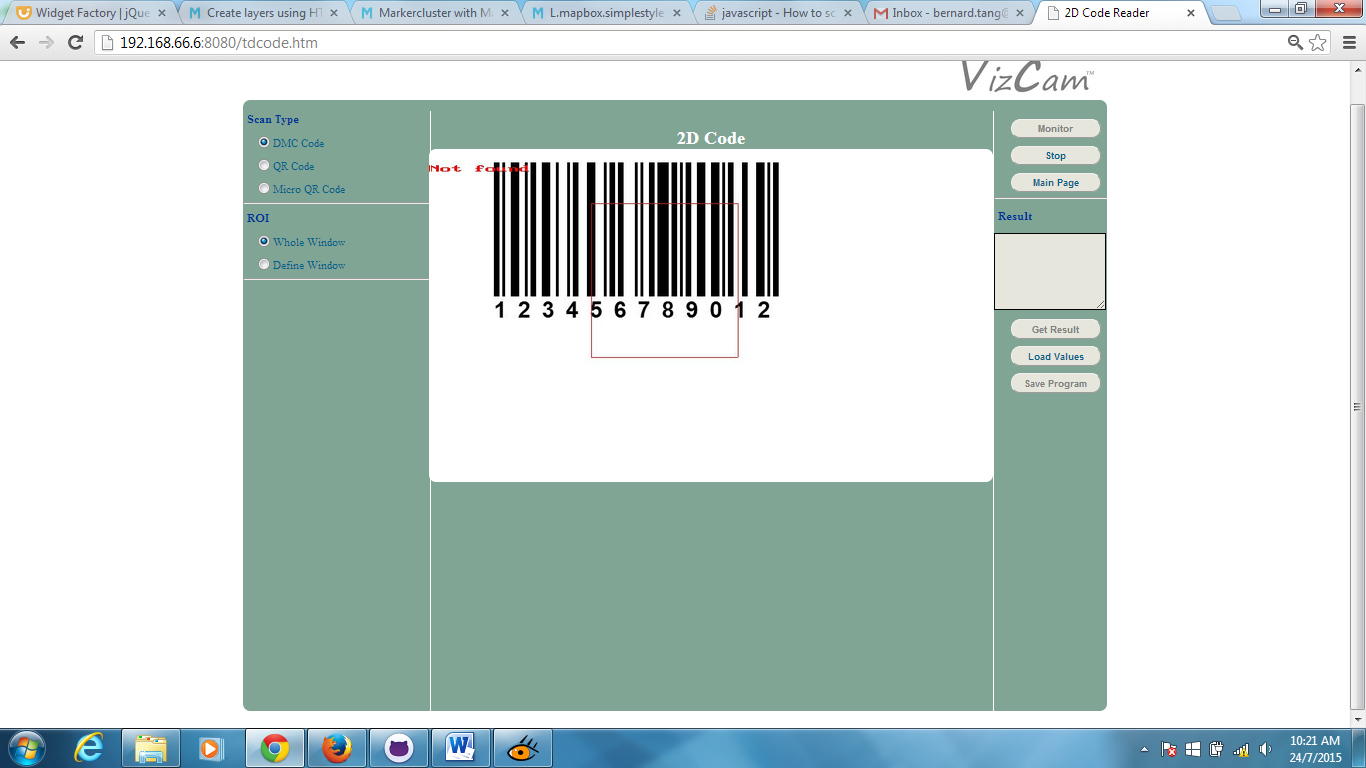 Widget Factory | jQue
Create layers using HT
Markercluster with M
L.mapbox.simplestyle
javascript - How to sc
Inbox - bernard.tang@
2D Code Reader
192.168.66.6:8080/tdcode.htm
VizCam™
Scan Type
DMC Code
QR Code
Micro QR Code
ROI
Whole Window
Define Window
2D Code
Not found
1 2 3 4 5 6 7 8 9 0 1 2
Monitor
Stop
Main Page
Result
Get Result
Load Values
Save Program
10:21 AM
24/7/2015